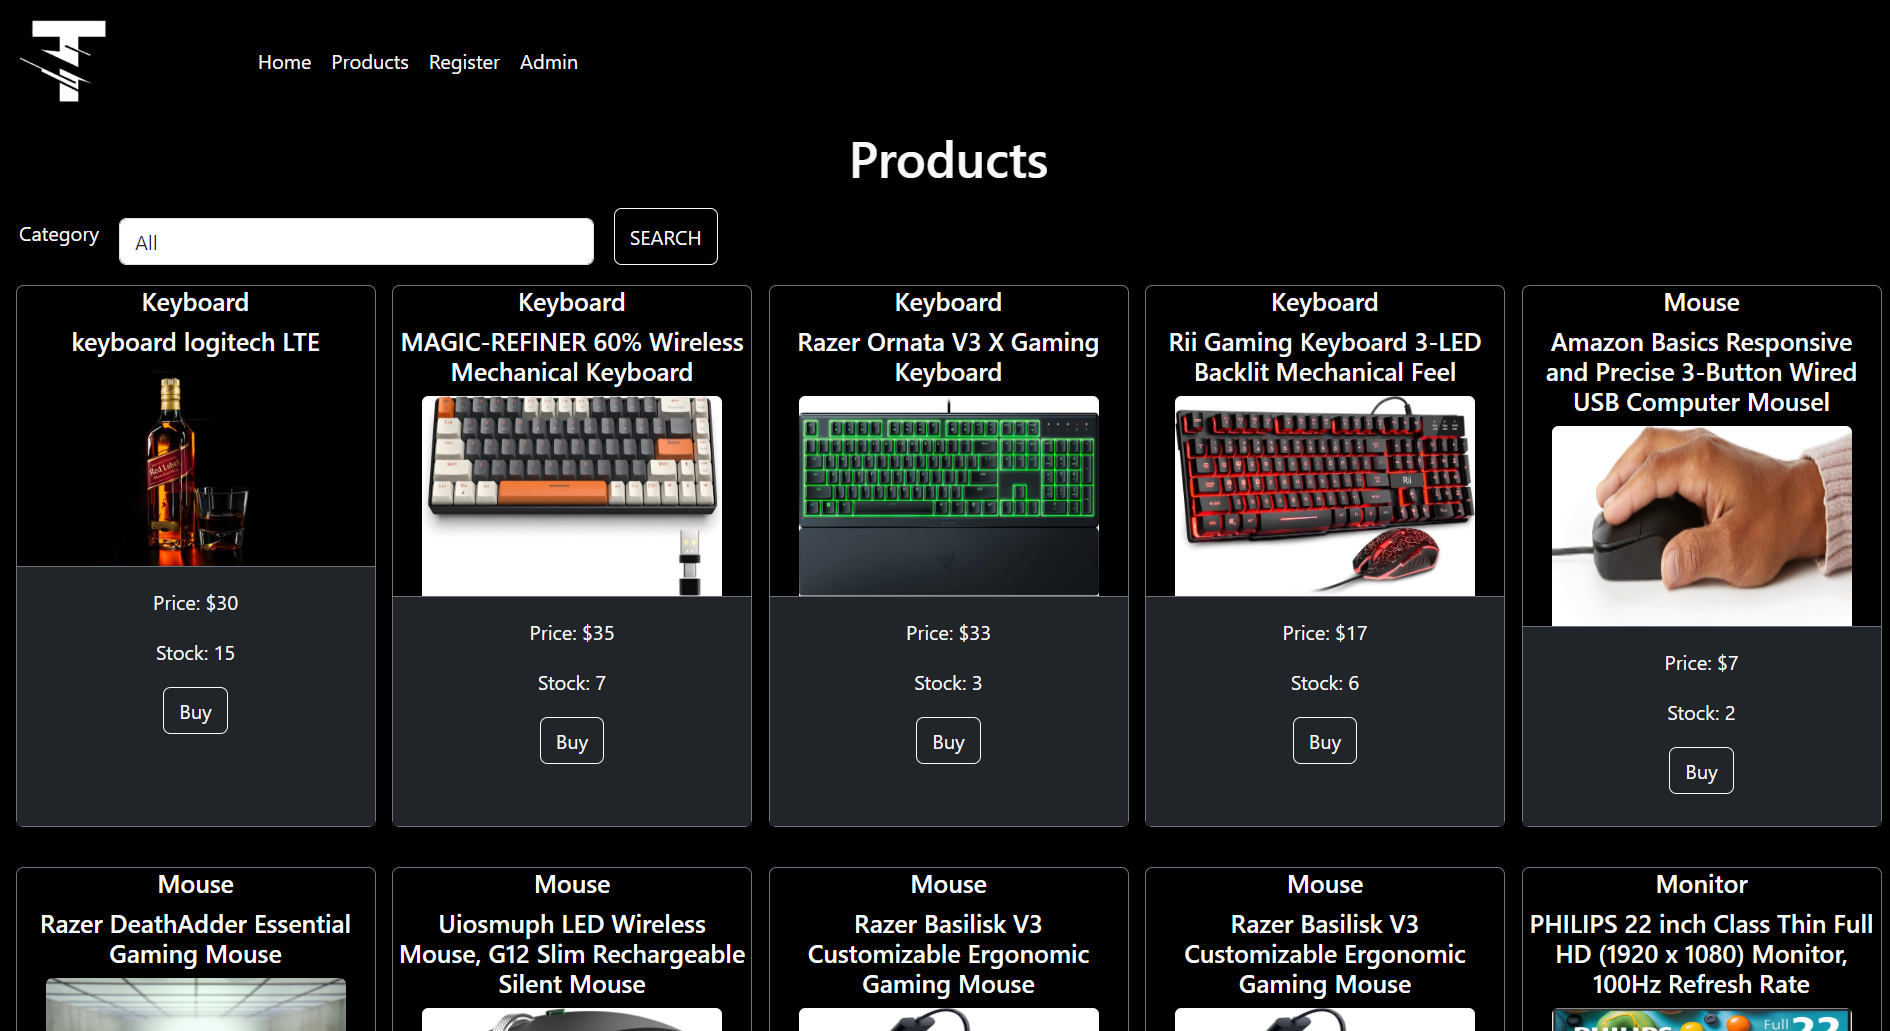 Home Products Register Admin
Products
Category
All
SEARCH
Keyboard
keyboard logitech LTE
Red Label
Price: $30
Stock: 15
Buy
Keyboard
MAGIC-REFINER 60% Wireless
Mechanical Keyboard
Price: $35
Stock: 7
Buy
Keyboard
Razer Ornata V3 X Gaming
Keyboard
Price: $33
Stock: 3
Buy
Keyboard
Rii Gaming Keyboard 3-LED
Backlit Mechanical Feel
Rii
Price: $17
Stock: 6
Buy
Mouse
Amazon Basics Responsive
and Precise 3-Button Wired
USB Computer Mousel
Price: $7
Stock: 2
Buy
Mouse
Razer DeathAdder Essential
Gaming Mouse
Mouse
Uiosmuph LED Wireless
Mouse, G12 Slim Rechargeable
Silent Mouse
Mouse
Razer Basilisk V3
Customizable Ergonomic
Gaming Mouse
Mouse
Razer Basilisk V3
Customizable Ergonomic
Gaming Mouse
Monitor
PHILIPS 22 inch Class Thin Full
HD (1920 x 1080) Monitor,
100Hz Refresh Rate
PHILIPS Full 22